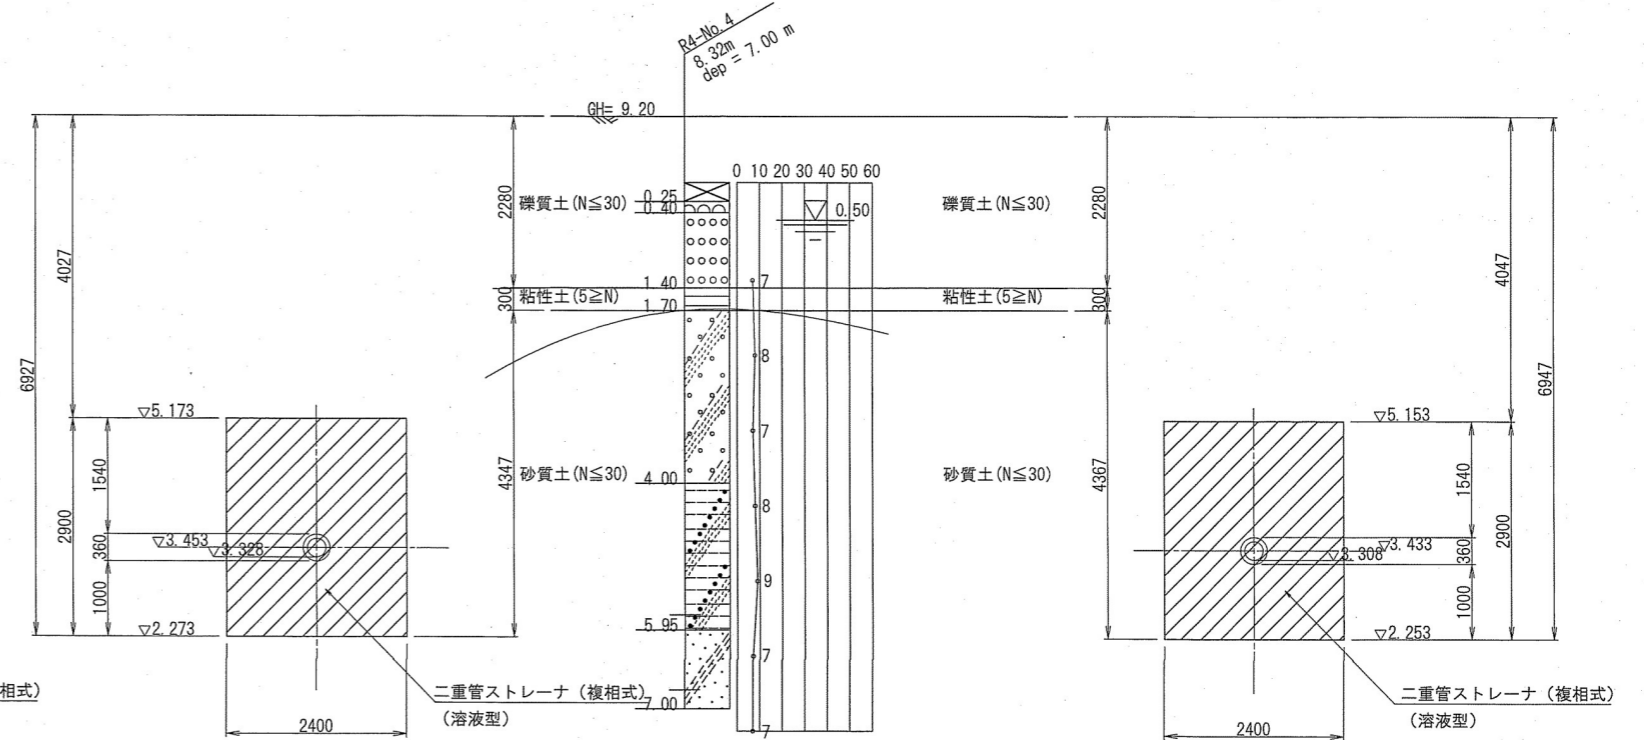 R4-No.4
8.32m
dep = 7.00 m
GH= 9.20
0 10 20 30 40 50 60
0.25
0.40
0.50
礫質土(N≦30)
礫質土(N≦30)
2280
2280
4027
4047
1.40
7
粘性土(5≧N)
粘性土(5≧N)
300
300
1.70
8
6927
6947
▽5.173
▽5.153
7
砂質土(N≦30)
砂質土(N≦30)
4.00
4347
4367
1540
1540
2900
2900
8
▽3.453
▽3.328
360
▽3.433
▽3.308
360
9
1000
1000
5.95
▽2.273
▽2.253
7
相式)
二重管ストレーナ(複相式)
(溶液型)
7.00
二重管ストレーナ(複相式)
(溶液型)
2400
7
2400